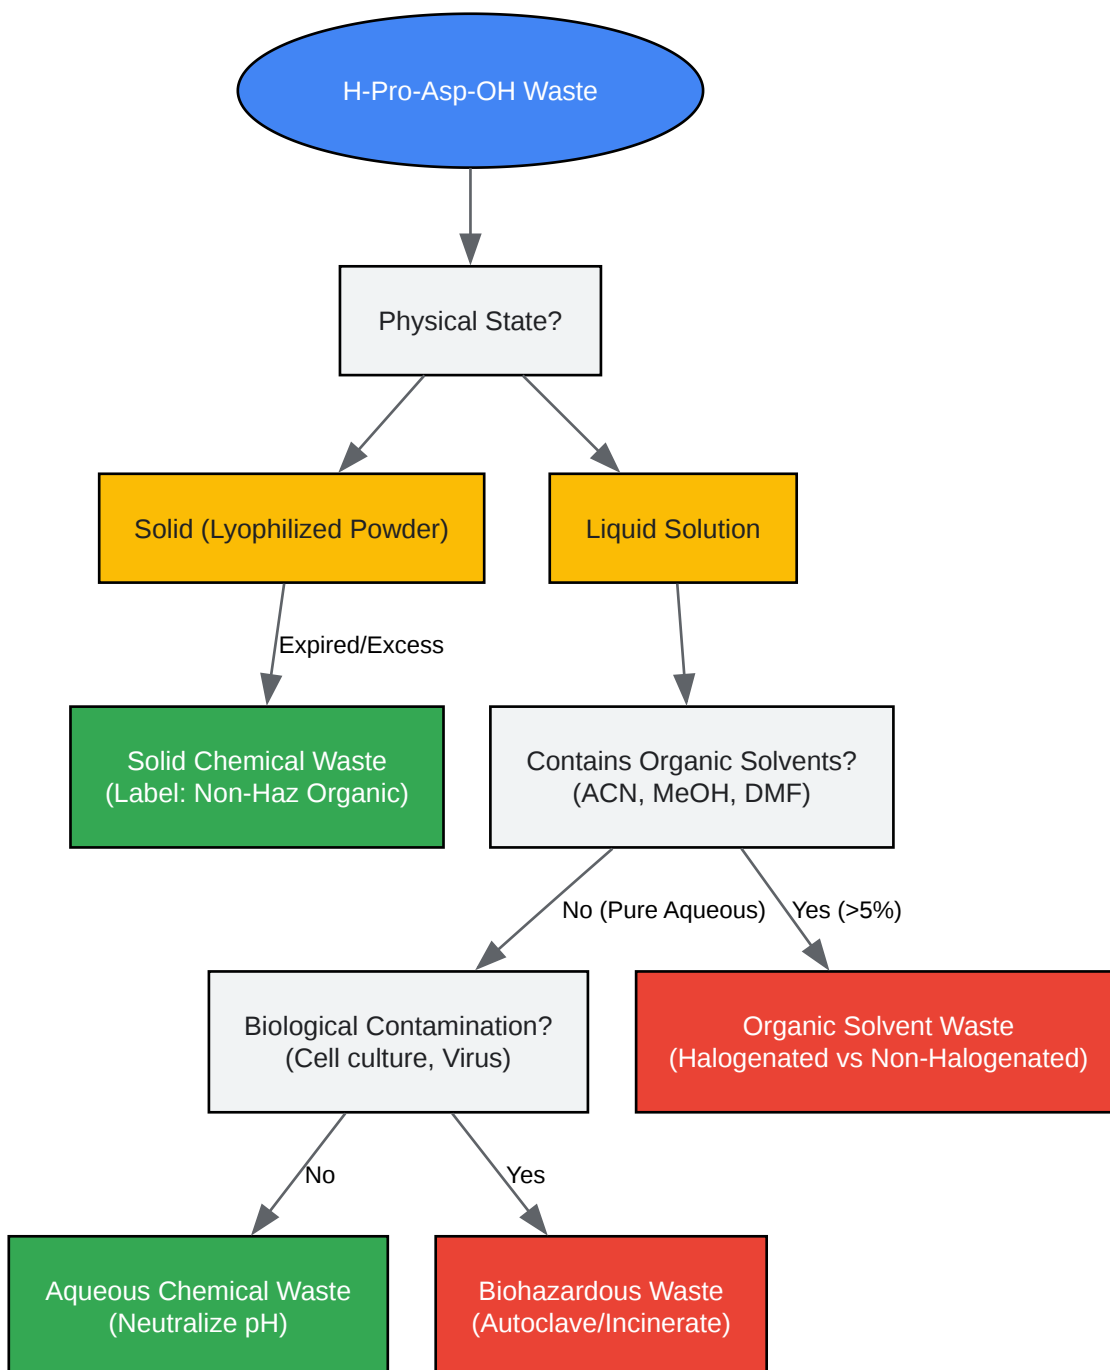 H-Pro-Asp-OH Waste
Physical State?
Solid (Lyophilized Powder)
Liquid Solution
Expired/Excess
Solid Chemical Waste
(Label: Non-Haz Organic)
Contains Organic Solvents?
(ACN, MeOH, DMF)
No (Pure Aqueous)
Yes (>5%)
Biological Contamination?
(Cell culture, Virus)
Organic Solvent Waste
(Halogenated vs Non-Halogenated)
No
Yes
Aqueous Chemical Waste
(Neutralize pH)
Biohazardous Waste
(Autoclave/Incinerate)